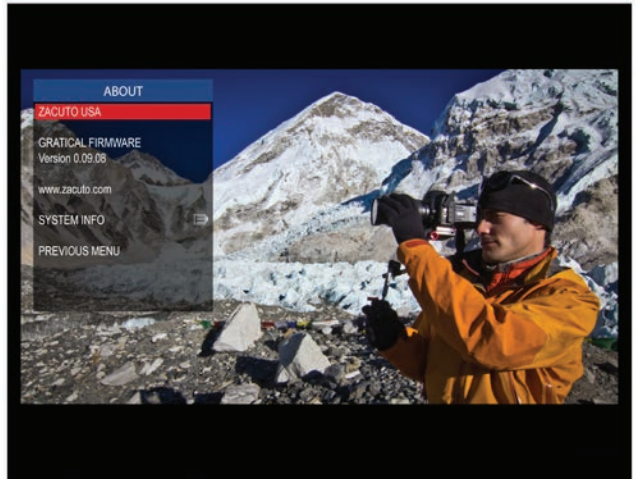 ABOUT
ZACUTO USA
GRATICAL FIRMWARE
Version 0.09.08
www.zacuto.com
SYSTEM INFO
PREVIOUS MENU